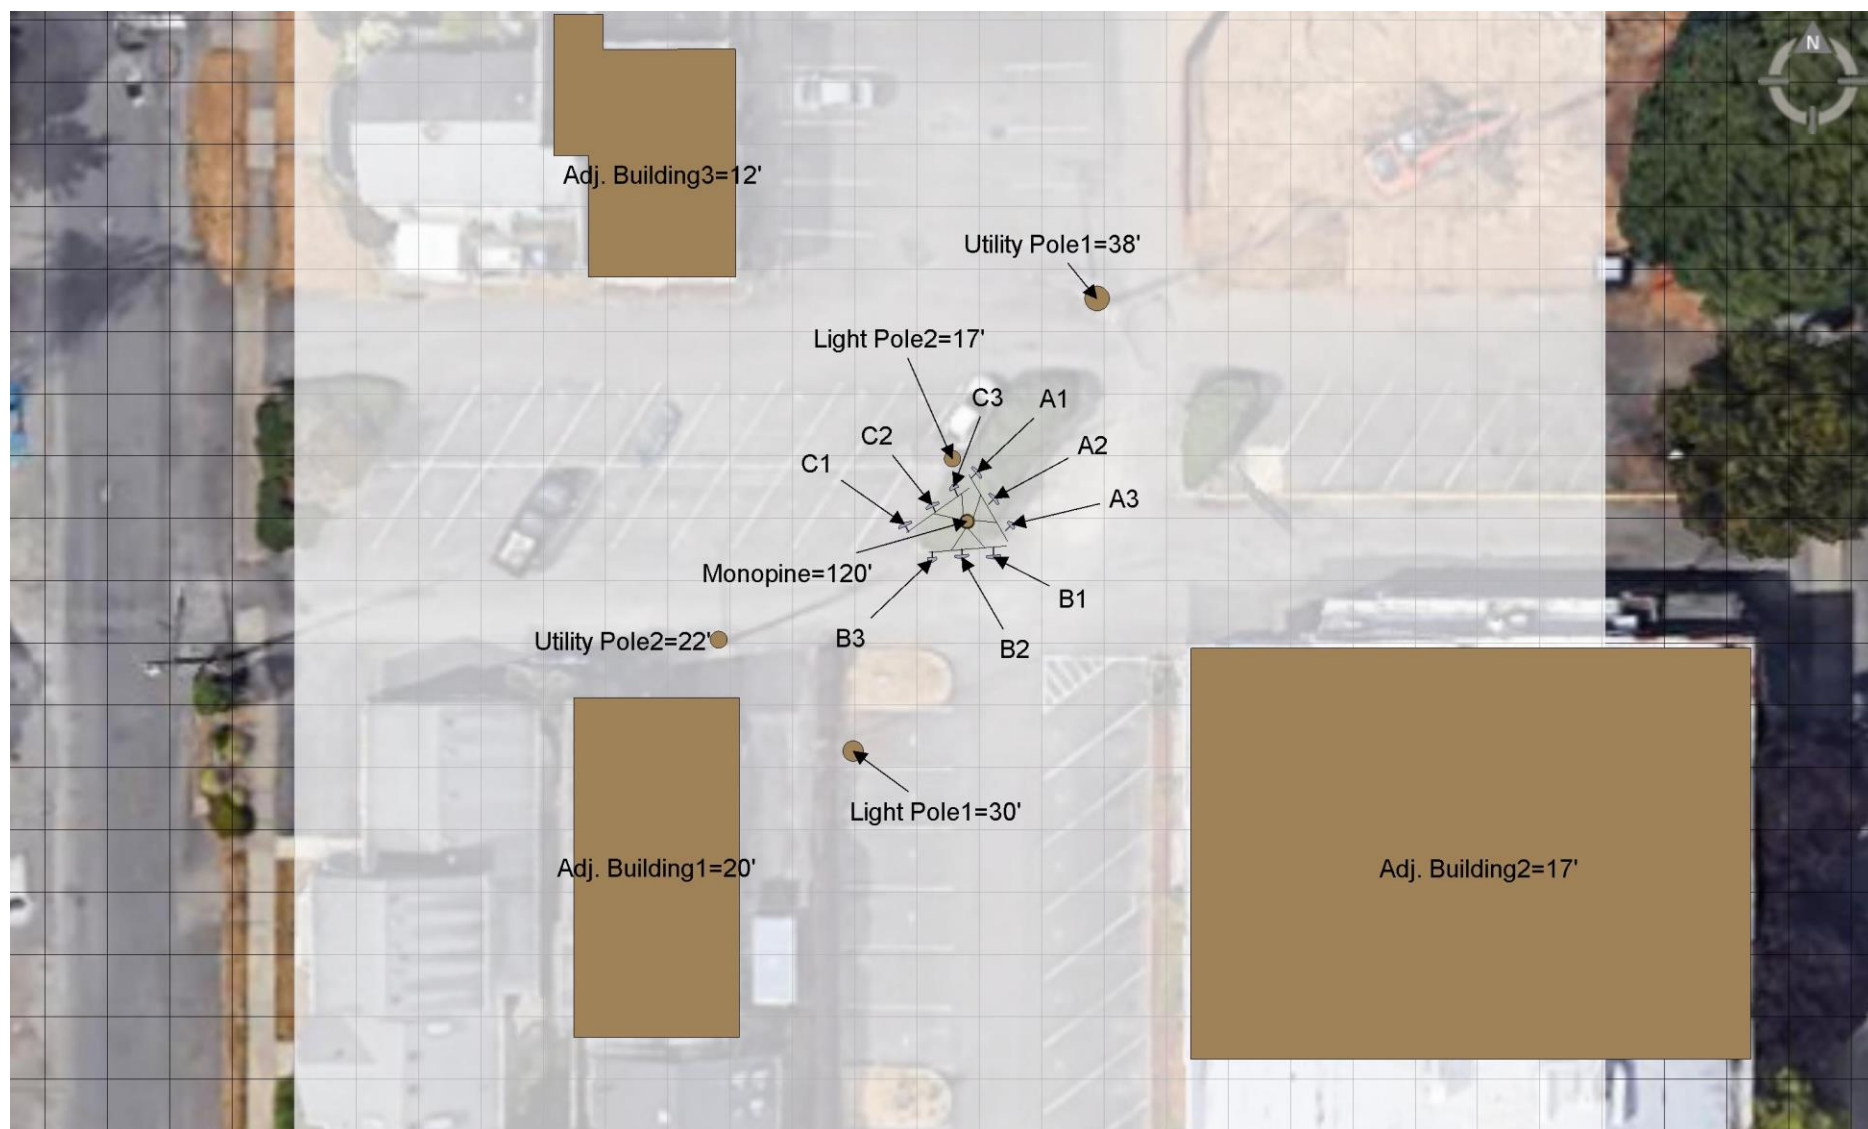 N
Adj. Building3=12'
Utility Pole1=38'
Light Pole2=17'
C3
A1
C2
A2
C1
A3
Monopine=120'
B1
B3
B2
Utility Pole2=22'
Light Pole1=30'
Adj. Building1=20'
Adj. Building2=17'